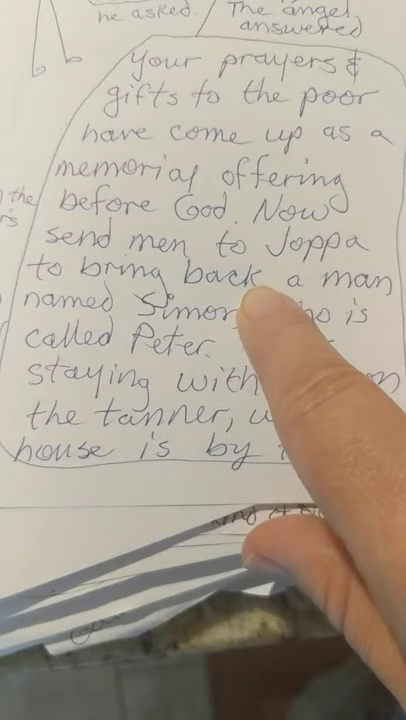 he asked. The angel
answered
Your prayers &
gifts to the poor
have come up as a
memorial offering
before God. Now
send men to Joppa
to bring back a man
named Simon is
called Peter.
staying with
the tanner,
house is by
the